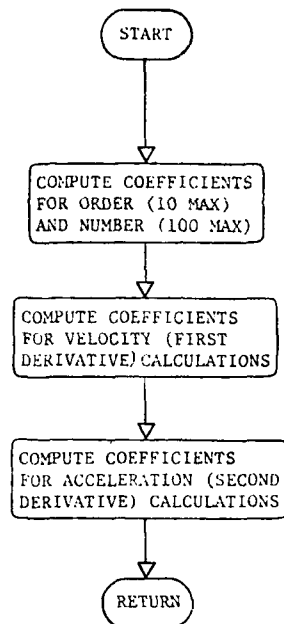 START
COMPUTE COEFFICIENTS
FOR ORDER (10 MAX)
AND NUMBER (100 MAX)
COMPUTE COEFFICIENTS
FOR VELOCITY (FIRST
DERIVATIVE) CALCULATIONS
COMPUTE COEFFICIENTS
FOR ACCELERATION (SECOND
DERIVATIVE) CALCULATIONS
RETURN